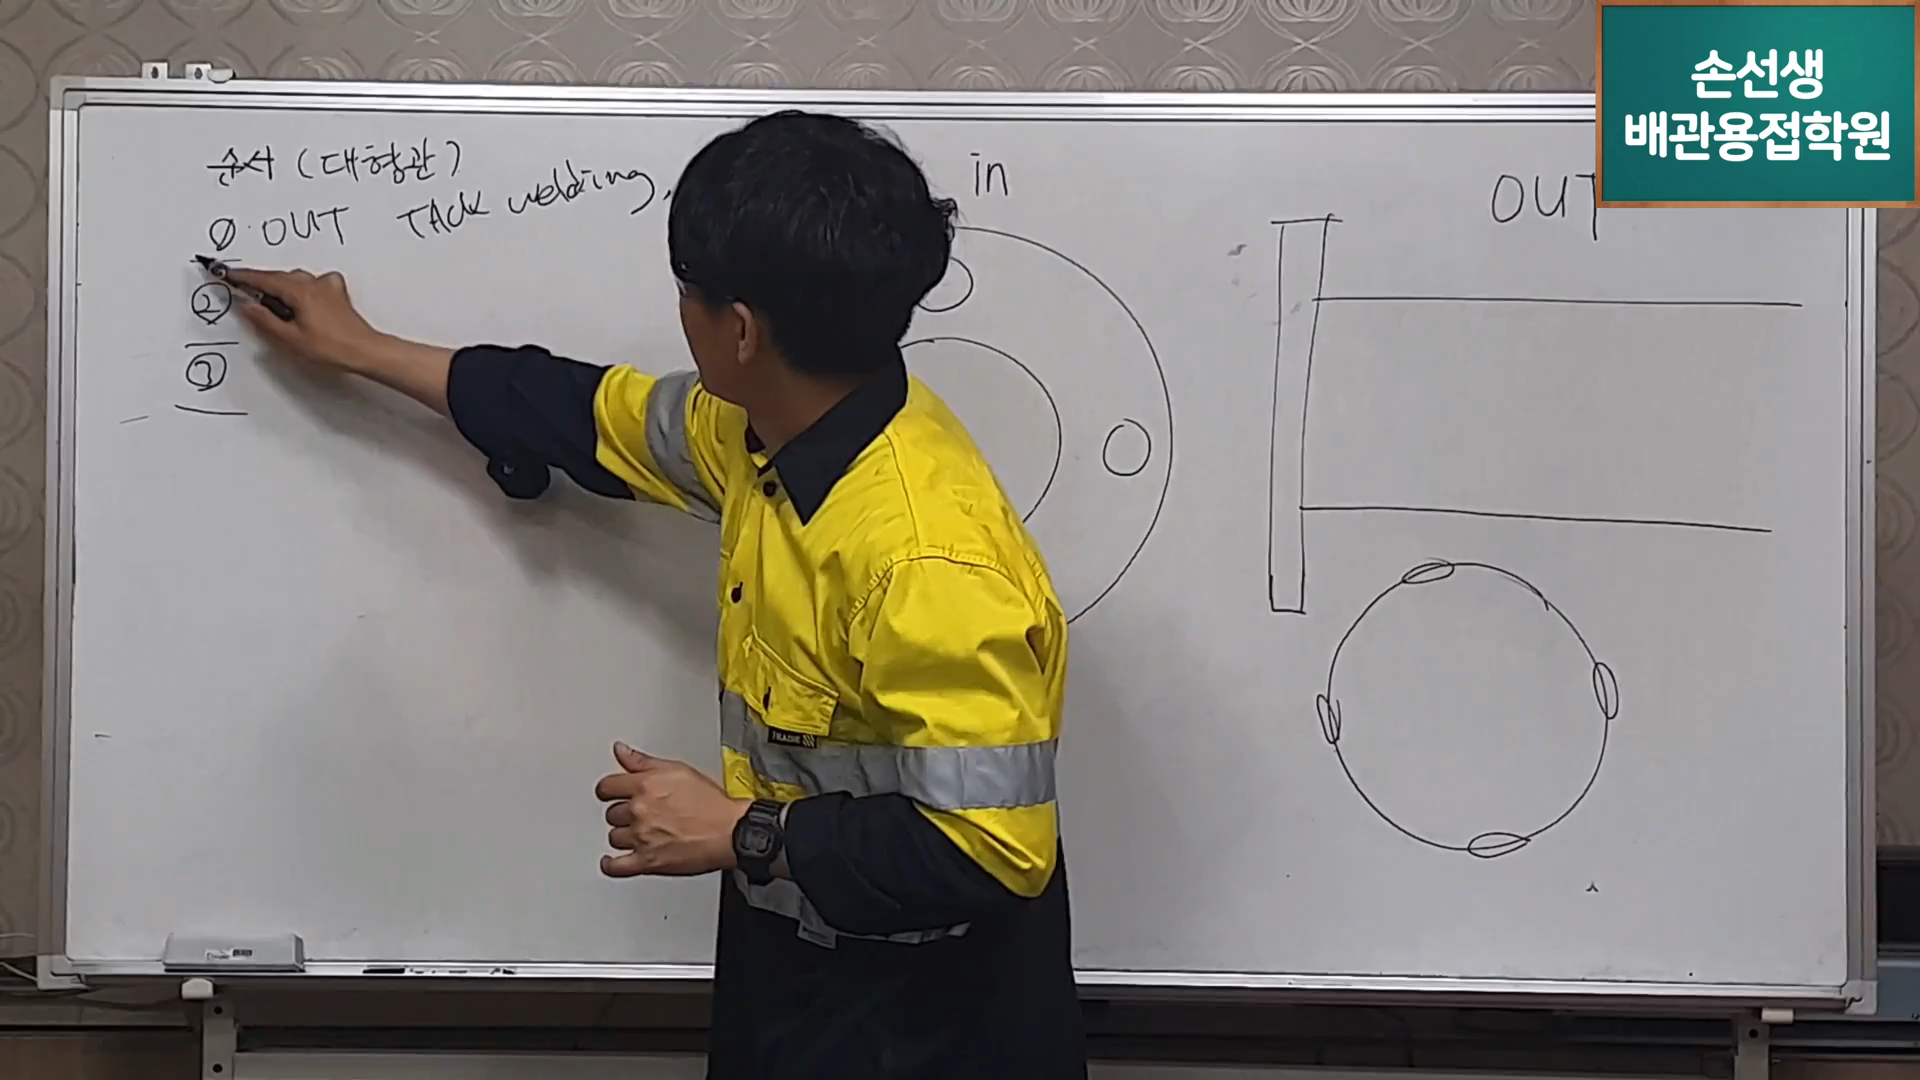 순서 (대형관)
① OUT TACK welding,
②
③
in
OUT
손선생
배관용접학원